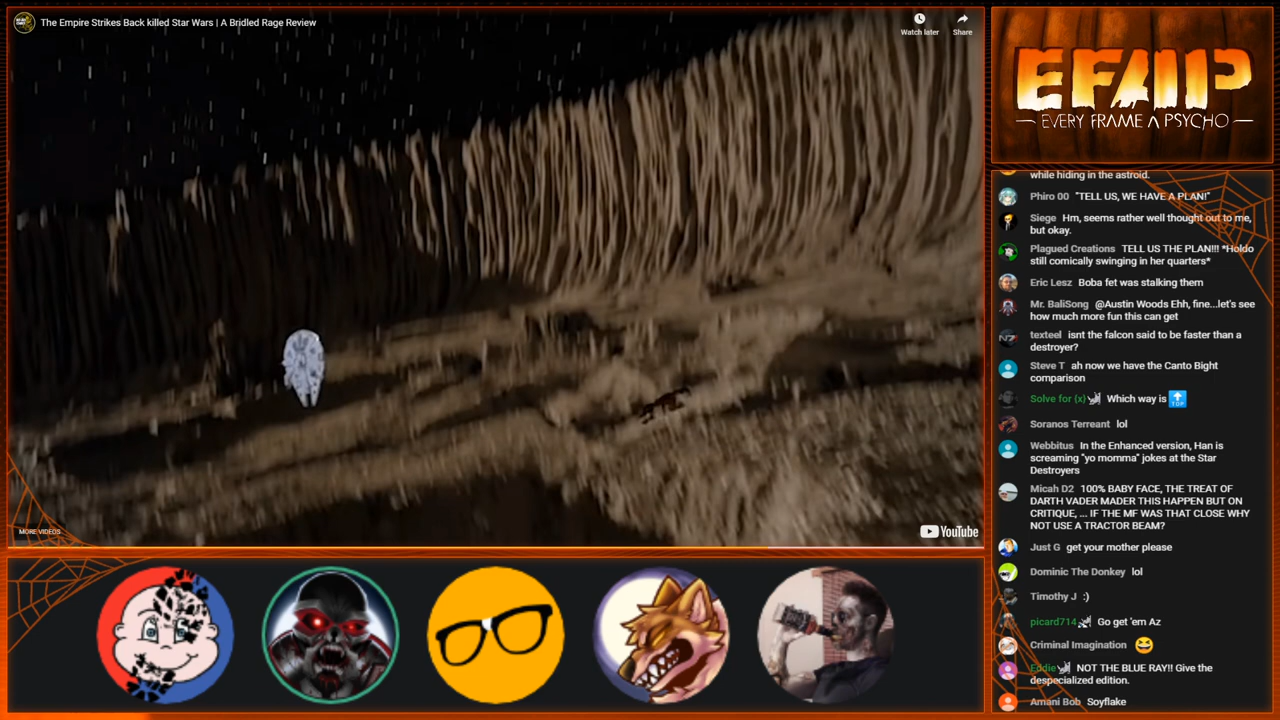 The Empire Strikes Back killed Star Wars | A Bridled Rage Review
Watch later
Share
MORE VIDEOS
YouTube
EFAP
EVERY FRAME A PSYCHO
while hiding in the astroid.
Phiro 00 "TELL US, WE HAVE A PLAN!"
Siege Hm, seems rather well thought out to me,
but okay.
Plagued Creations TELL US THE PLAN!!! *Holdo
still comically swinging in her quarters*
Eric Lesz Boba fet was stalking them
Mr. BaliSong @Austin Woods Ehh, fine...let's see
how much more fun this can get
texteel isnt the falcon said to be faster than a
destroyer?
Steve T ah now we have the Canto Bight
comparison
Solve for (x) Which way is TOP
Soranos Terreant lol
Webbitus In the Enhanced version, Han is
screaming "yo momma" jokes at the Star
Destroyers
Micah D2 100% BABY FACE, THE TREAT OF
DARTH VADER MADER THIS HAPPEN BUT ON
CRITIQUE, ... IF THE MF WAS THAT CLOSE WHY
NOT USE A TRACTOR BEAM?
Just G get your mother please
Dominic The Donkey lol
Timothy J :)
picard714 Go get 'em Az
Criminal Imagination
Eddie NOT THE BLUE RAY!! Give the
despecialized edition.
Amani Bob Soyflake